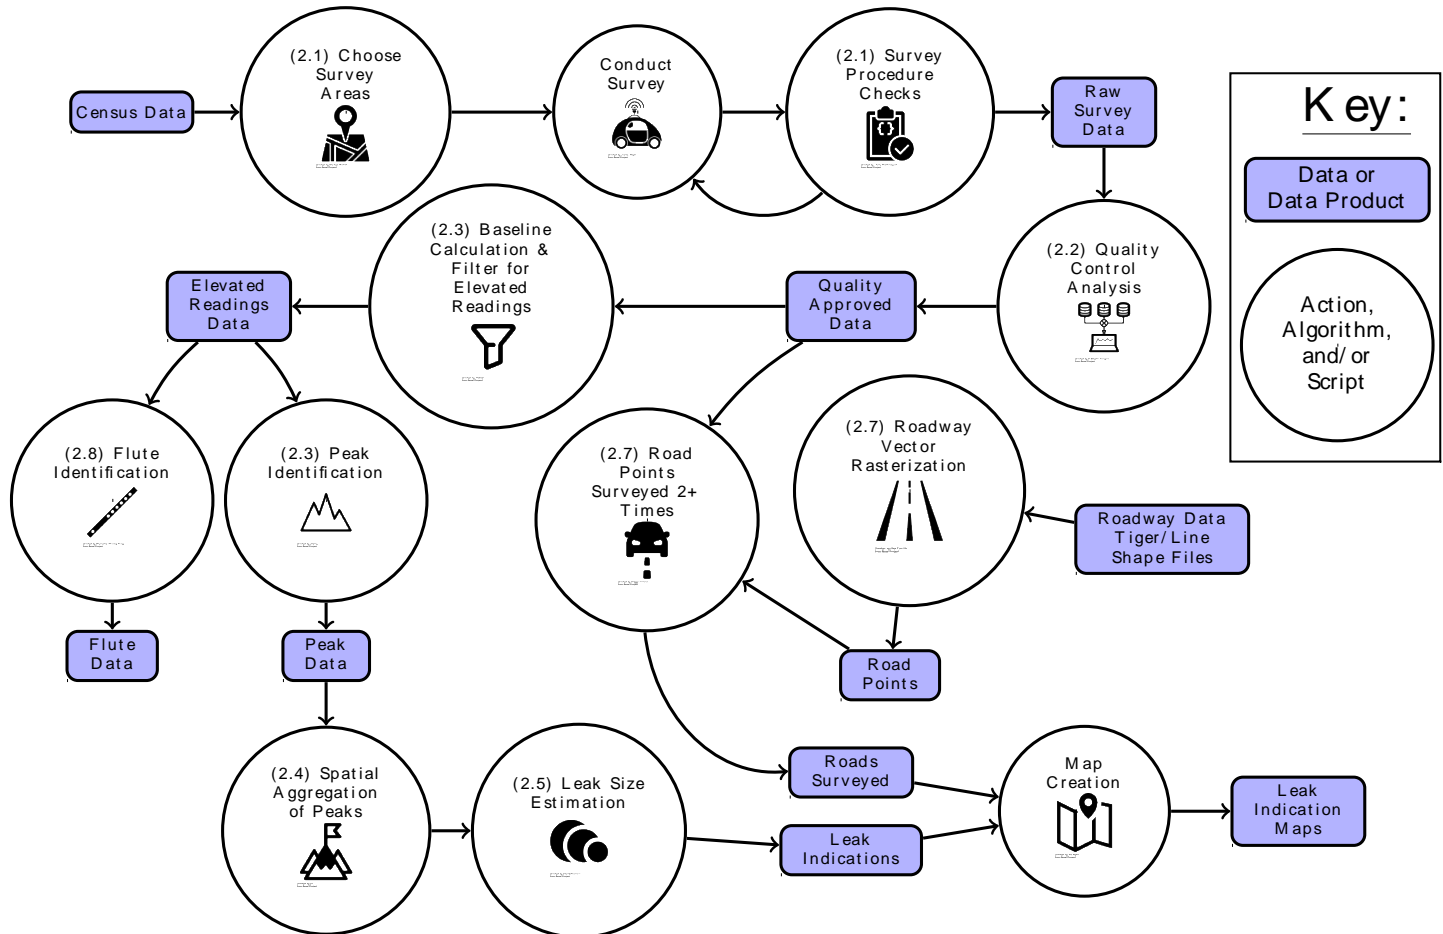 (2.1) Choose
Survey
Areas
Conduct
Survey
(2.1) Survey
Procedure
Checks
Census Data
Raw
Survey
Data
Key:
Data or
Data Product
Action,
Algorithm,
and/or
Script
(2.3) Baseline
Calculation &
Filter for
Elevated
Readings
(2.2) Quality
Control
Analysis
Elevated
Readings
Data
Quality
Approved
Data
(2.8) Flute
Identification
(2.3) Peak
Identification
(2.7) Road
Points
Surveyed 2+
Times
(2.7) Roadway
Vector
Rasterization
Roadway Data
Tiger/Line
Shape Files
Flute
Data
Peak
Data
Road
Points
(2.4) Spatial
Aggregation
of Peaks
(2.5) Leak Size
Estimation
Roads
Surveyed
Leak
Indications
Map
Creation
Leak
Indication
Maps